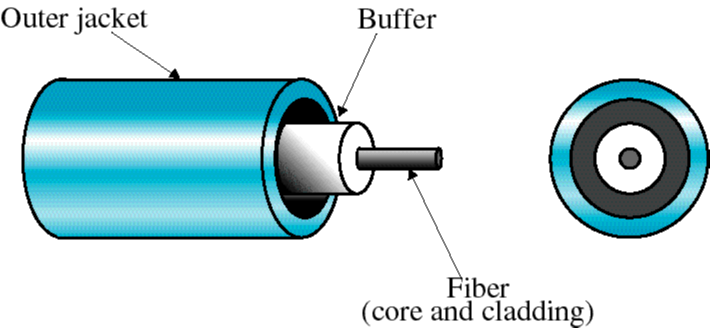 Outer jacket
Buffer
Fiber
(core and cladding)